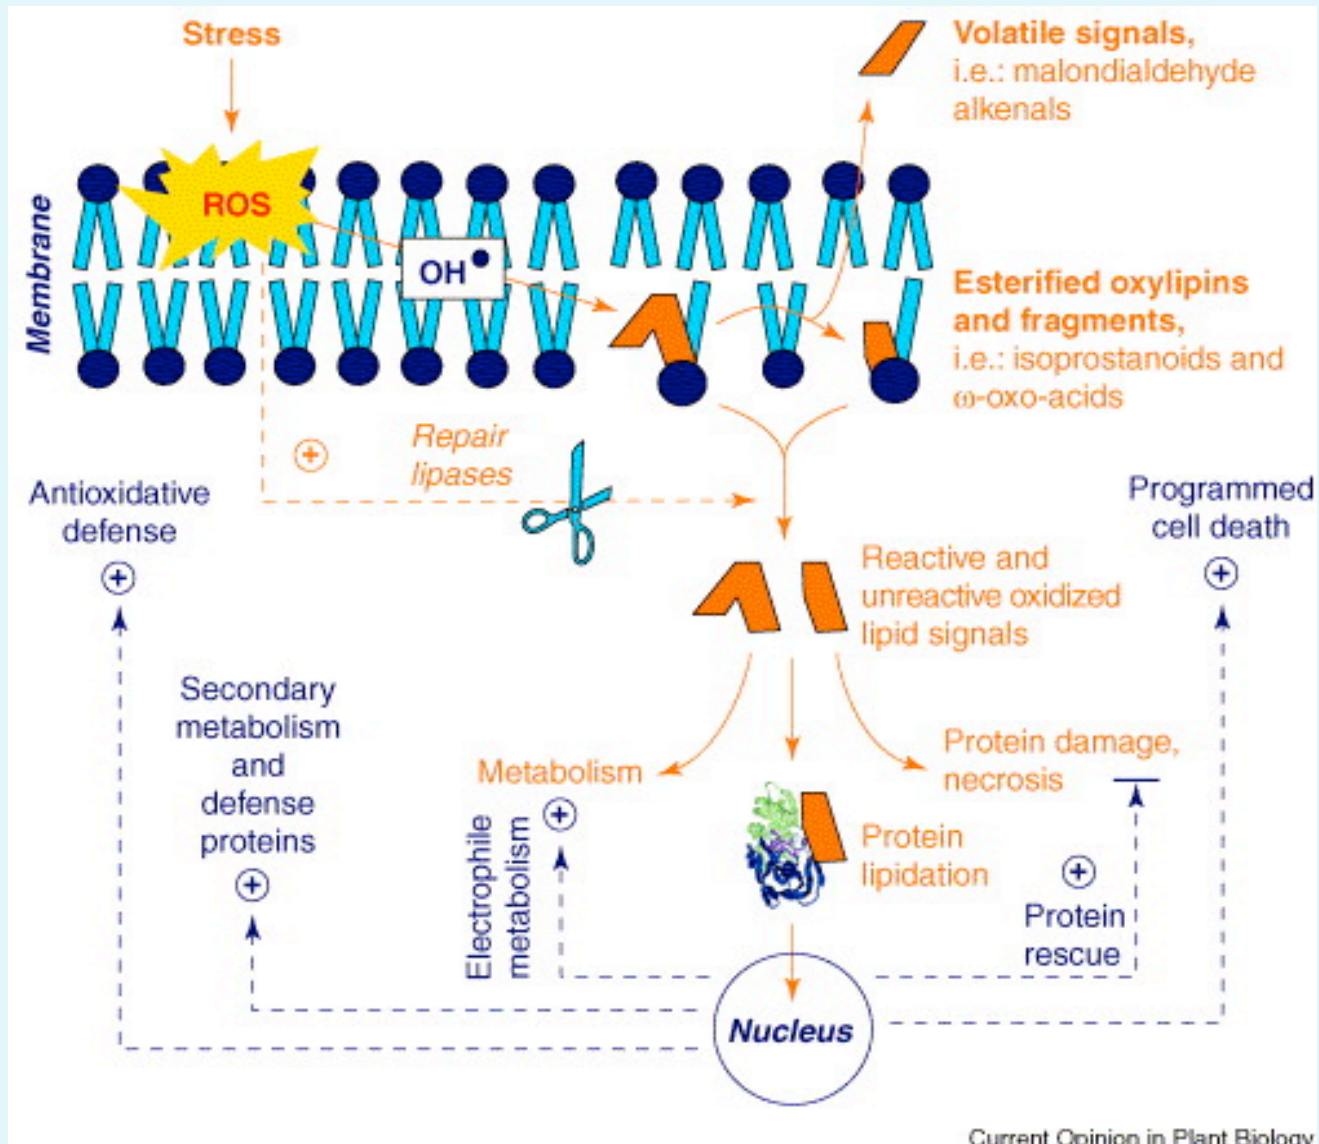 Stress
Volatile signals,
i.e.: malondialdehyde
alkenals
Membrane
ROS
OH•
Esterified oxylipins
and fragments,
i.e.: isoprostanoids and
ω-oxo-acids
+
Repair
lipases
Antioxidative
defense
+
Programmed
cell death
+
Reactive and
unreactive oxidized
lipid signals
Secondary
metabolism
and
defense
proteins
+
Metabolism
+
Electrophile
metabolism
Protein damage,
necrosis
Protein
lipidation
+
Protein
rescue
Nucleus
Current Opinion in Plant Biology